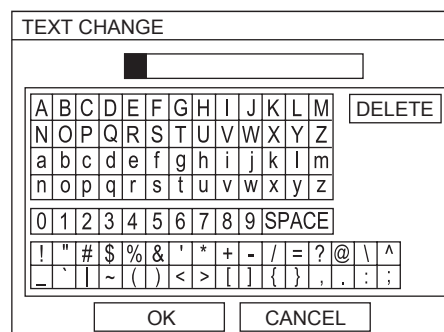 TEXT CHANGE
A B C D E F G H I J K L M DELETE
N O P Q R S T U V W X Y Z
a b c d e f g h i j k l m
n o p q r s t u v w x y z
0 1 2 3 4 5 6 7 8 9 SPACE
! " # $ % & ' * + - / = ? @ \ ^
_ ` | ~ ( ) < > [ ] { } , . : ;
OK CANCEL